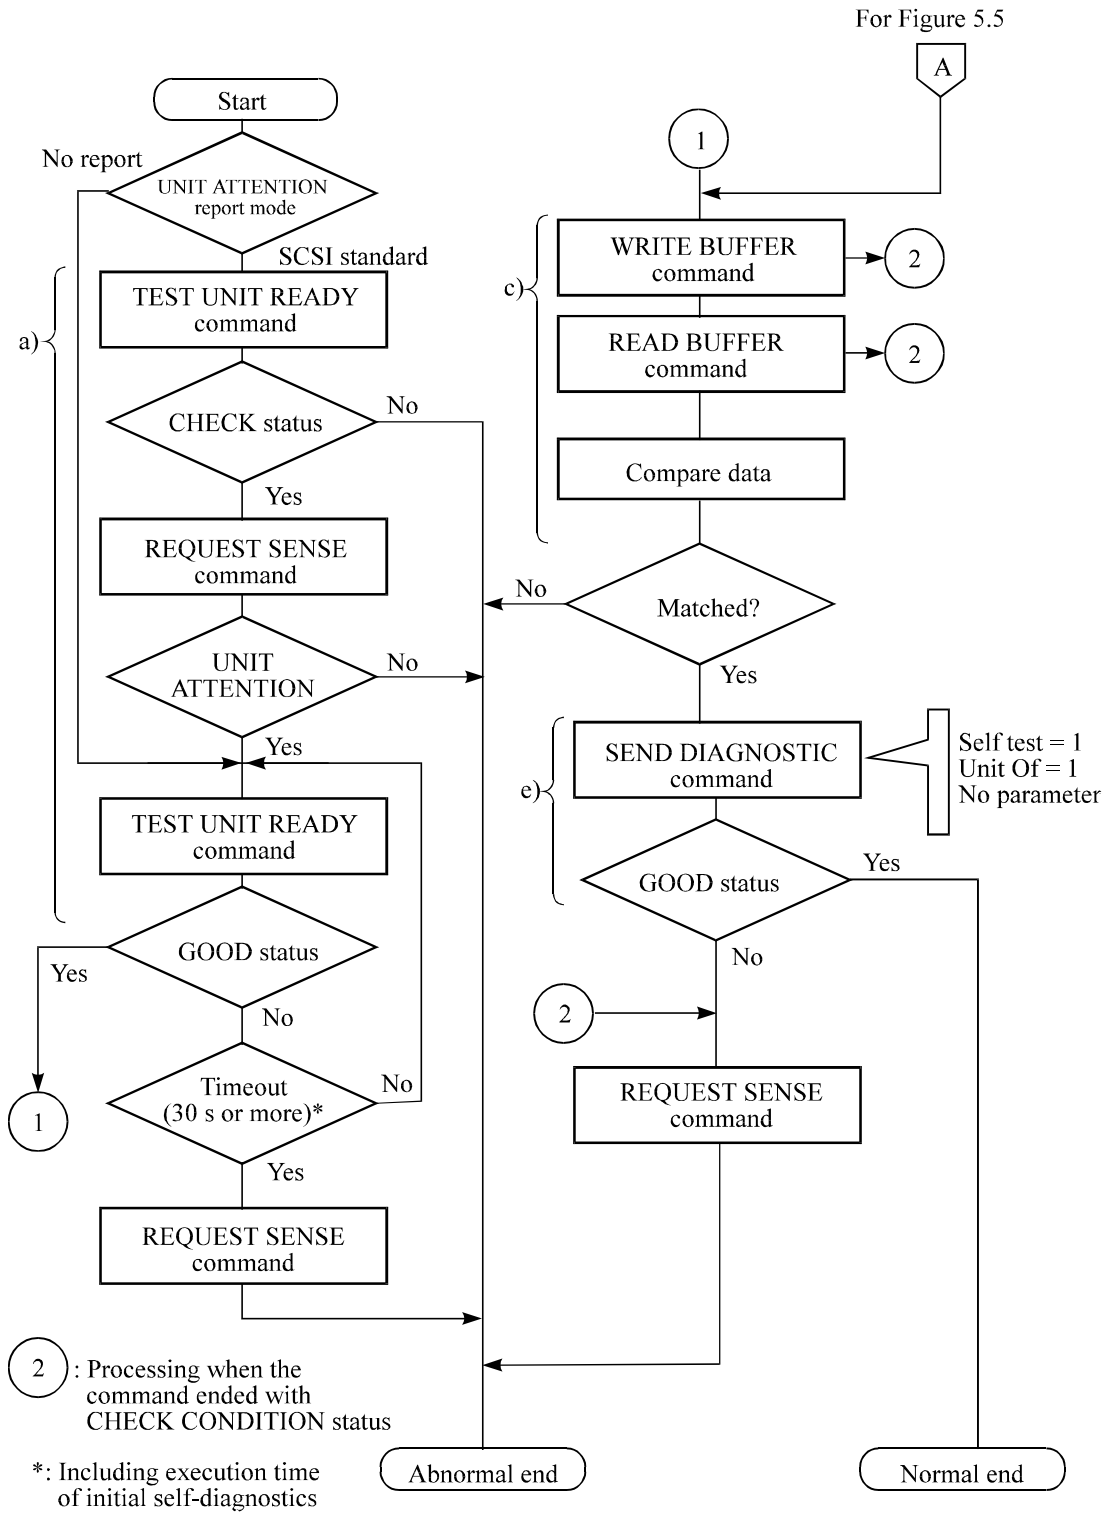 For Figure 5.5
A
Start
No report
UNIT ATTENTION
report mode
SCSI standard
a)
TEST UNIT READY
command
CHECK status
No
Yes
REQUEST SENSE
command
UNIT
ATTENTION
No
Yes
TEST UNIT READY
command
GOOD status
Yes
No
1
Timeout
(30 s or more)*
No
Yes
REQUEST SENSE
command
2
: Processing when the
command ended with
CHECK CONDITION status
*: Including execution time
of initial self-diagnostics
1
c)
WRITE BUFFER
command
2
READ BUFFER
command
2
Compare data
Matched?
No
Yes
e)
SEND DIAGNOSTIC
command
Self test = 1
Unit Of = 1
No parameter
GOOD status
Yes
No
2
REQUEST SENSE
command
Abnormal end
Normal end